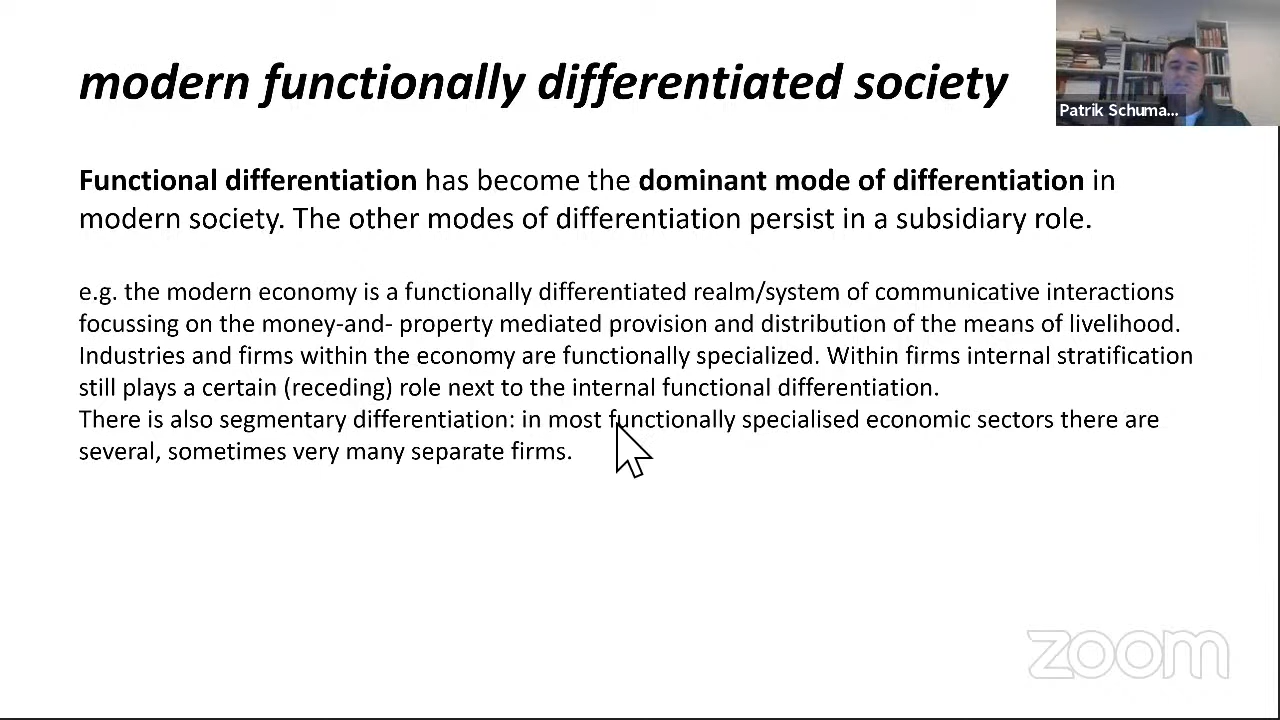 modern functionally differentiated society
Patrik Schuma...
Functional differentiation has become the dominant mode of differentiation in
modern society. The other modes of differentiation persist in a subsidiary role.
e.g. the modern economy is a functionally differentiated realm/system of communicative interactions
focussing on the money-and- property mediated provision and distribution of the means of livelihood.
Industries and firms within the economy are functionally specialized. Within firms internal stratification
still plays a certain (receding) role next to the internal functional differentiation.
There is also segmentary differentiation: in most functionally specialised economic sectors there are
several, sometimes very many separate firms.
zoom